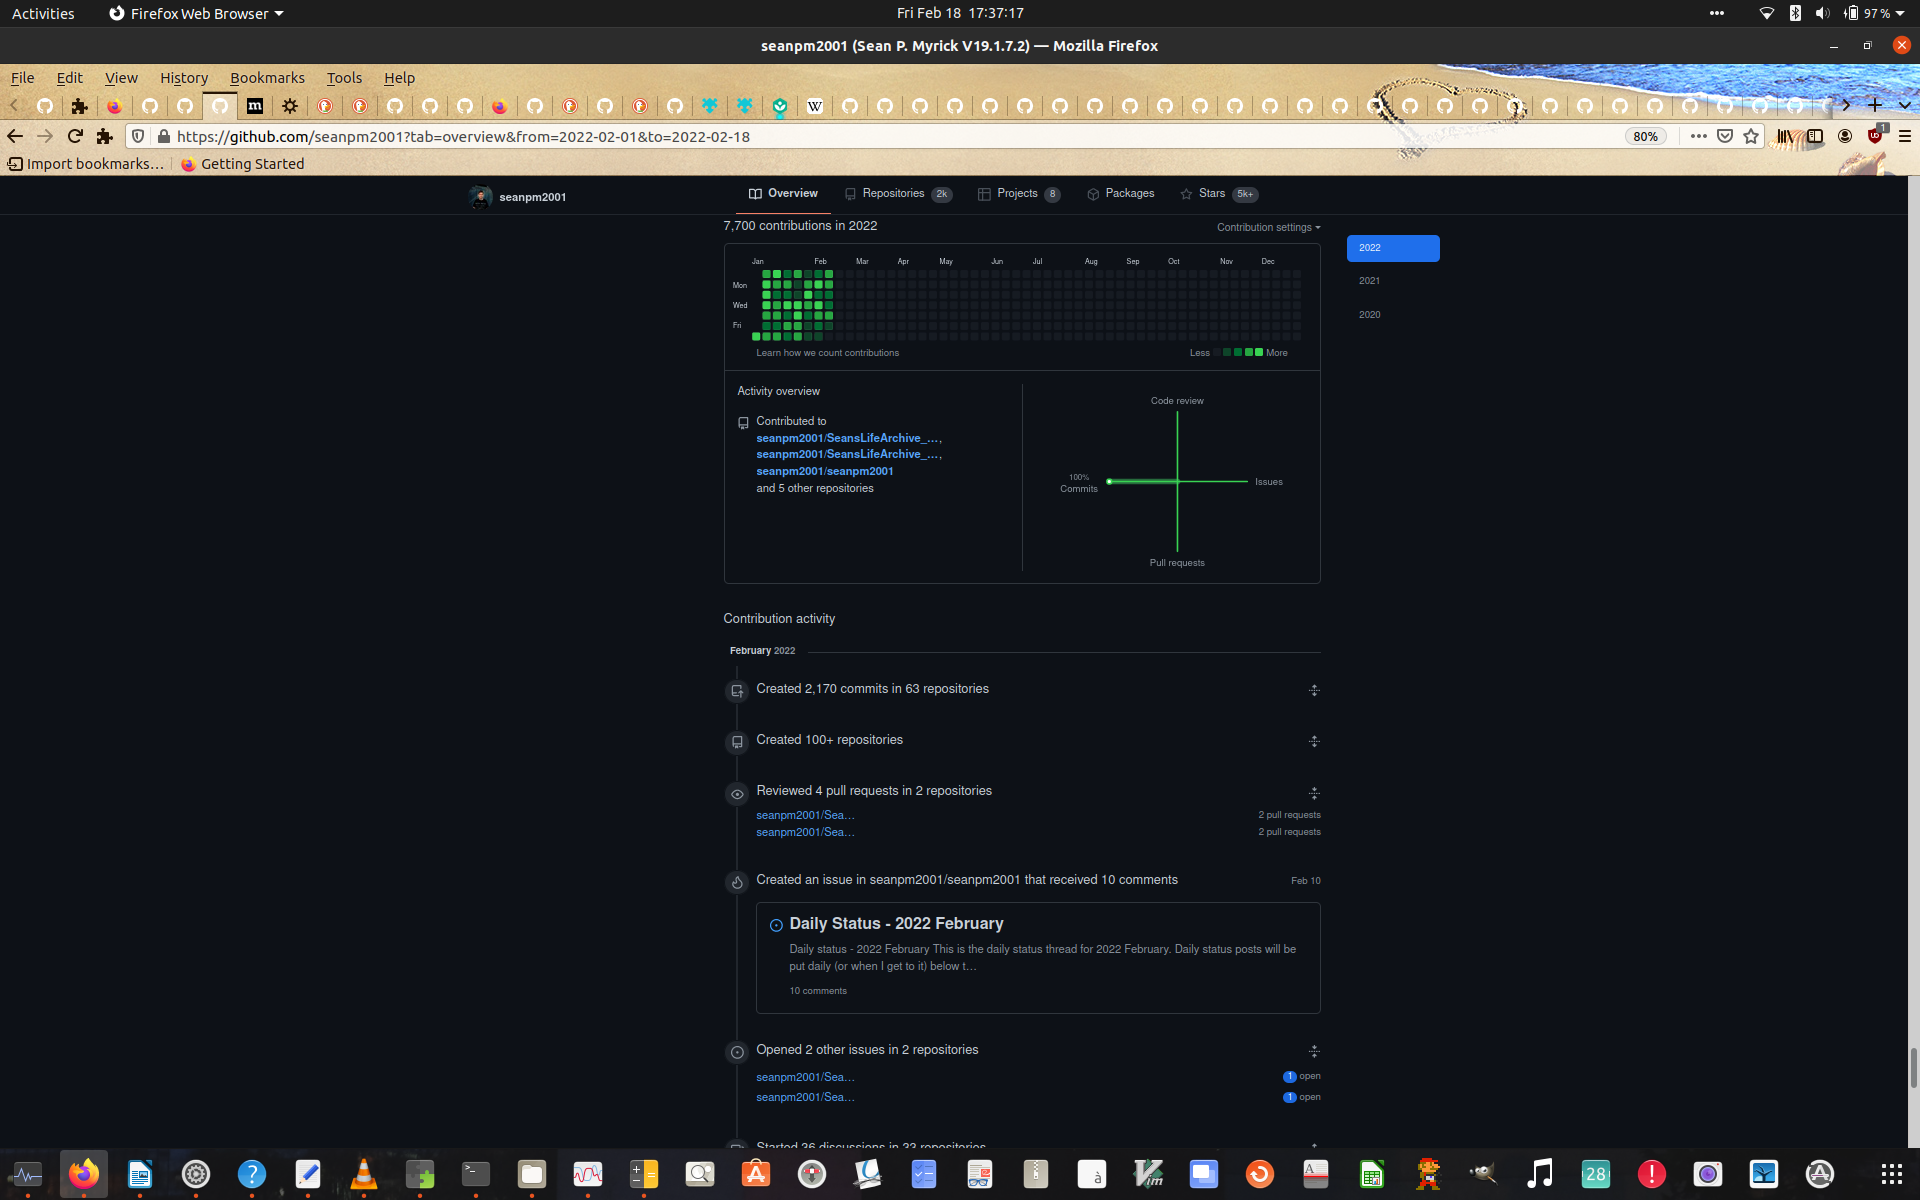 Activities
Firefox Web Browser
Fri Feb 18 17:37:17
97 %
seanpm2001 (Sean P. Myrick V19.1.7.2) — Mozilla Firefox
File Edit View History Bookmarks Tools Help
https://github.com/seanpm2001?tab=overview&from=2022-02-01&to=2022-02-18
80%
1
Import bookmarks…
Getting Started
seanpm2001
Overview
Repositories 2k
Projects 8
Packages
Stars 5k+
7,700 contributions in 2022
Contribution settings
2022
2021
2020
Jan Feb Mar Apr May Jun Jul Aug Sep Oct Nov Dec
Mon
Wed
Fri
Learn how we count contributions
Less More
Activity overview
Contributed to
seanpm2001/SeansLifeArchive_…,
seanpm2001/SeansLifeArchive_…,
seanpm2001/seanpm2001
and 5 other repositories
Code review
100%
Commits
Issues
Pull requests
Contribution activity
February 2022
Created 2,170 commits in 63 repositories
Created 100+ repositories
Reviewed 4 pull requests in 2 repositories
seanpm2001/Sea… 2 pull requests
seanpm2001/Sea… 2 pull requests
Created an issue in seanpm2001/seanpm2001 that received 10 comments Feb 10
Daily Status - 2022 February
Daily status - 2022 February This is the daily status thread for 2022 February. Daily status posts will be
put daily (or when I get to it) below t…
10 comments
Opened 2 other issues in 2 repositories
seanpm2001/Sea… 1 open
seanpm2001/Sea… 1 open
Started 36 discussions in 33 repositories
28